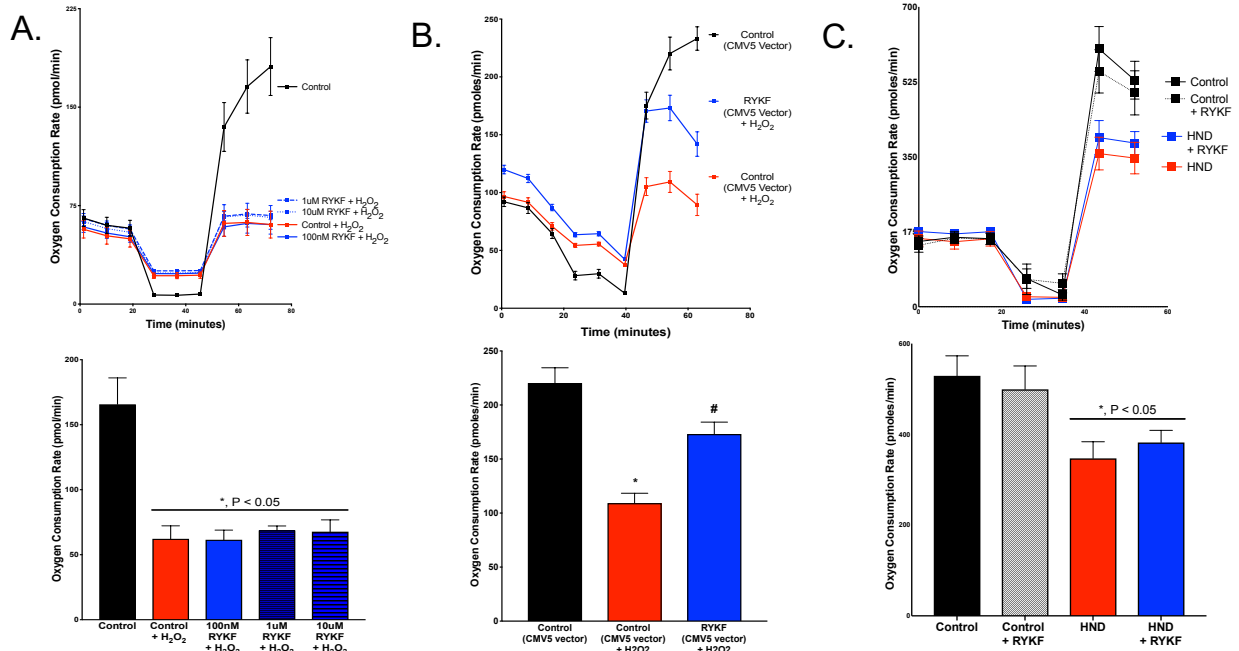 A.
Oxygen Consumption Rate (pmol/min)
225
150
75
0
0
20
40
60
80
Time (minutes)
Control
1uM RYKF + H2O2
10uM RYKF + H2O2
Control + H2O2
100nM RYKF + H2O2
B.
Oxygen Consumption Rate (pmoles/min)
250
200
150
100
50
0
0
20
40
60
80
Time (minutes)
Control
(CMV5 Vector)
RYKF
(CMV5 Vector)
+ H2O2
Control
(CMV5 Vector)
+ H2O2
C.
Oxygen Consumption Rate (pmoles/min)
700
525
350
17
0
0
20
40
60
Time (minutes)
Control
Control
+ RYKF
HND
+ RYKF
HND
Oxygen Consumption Rate (pmol/min)
200
150
100
50
0
*, P < 0.05
Control
Control
+ H2O2
100nM
RYKF
+ H2O2
1uM
RYKF
+ H2O2
10uM
RYKF
+ H2O2
Oxygen Consumption Rate (pmoles/min)
250
200
150
100
50
0
*
#
Control
(CMV5 vector)
Control
(CMV5 vector)
+ H2O2
RYKF
(CMV5 vector)
+ H2O2
Oxygen Consumption Rate (pmoles/min)
600
400
200
0
*, P < 0.05
Control
Control
+ RYKF
HND
HND
+ RYKF